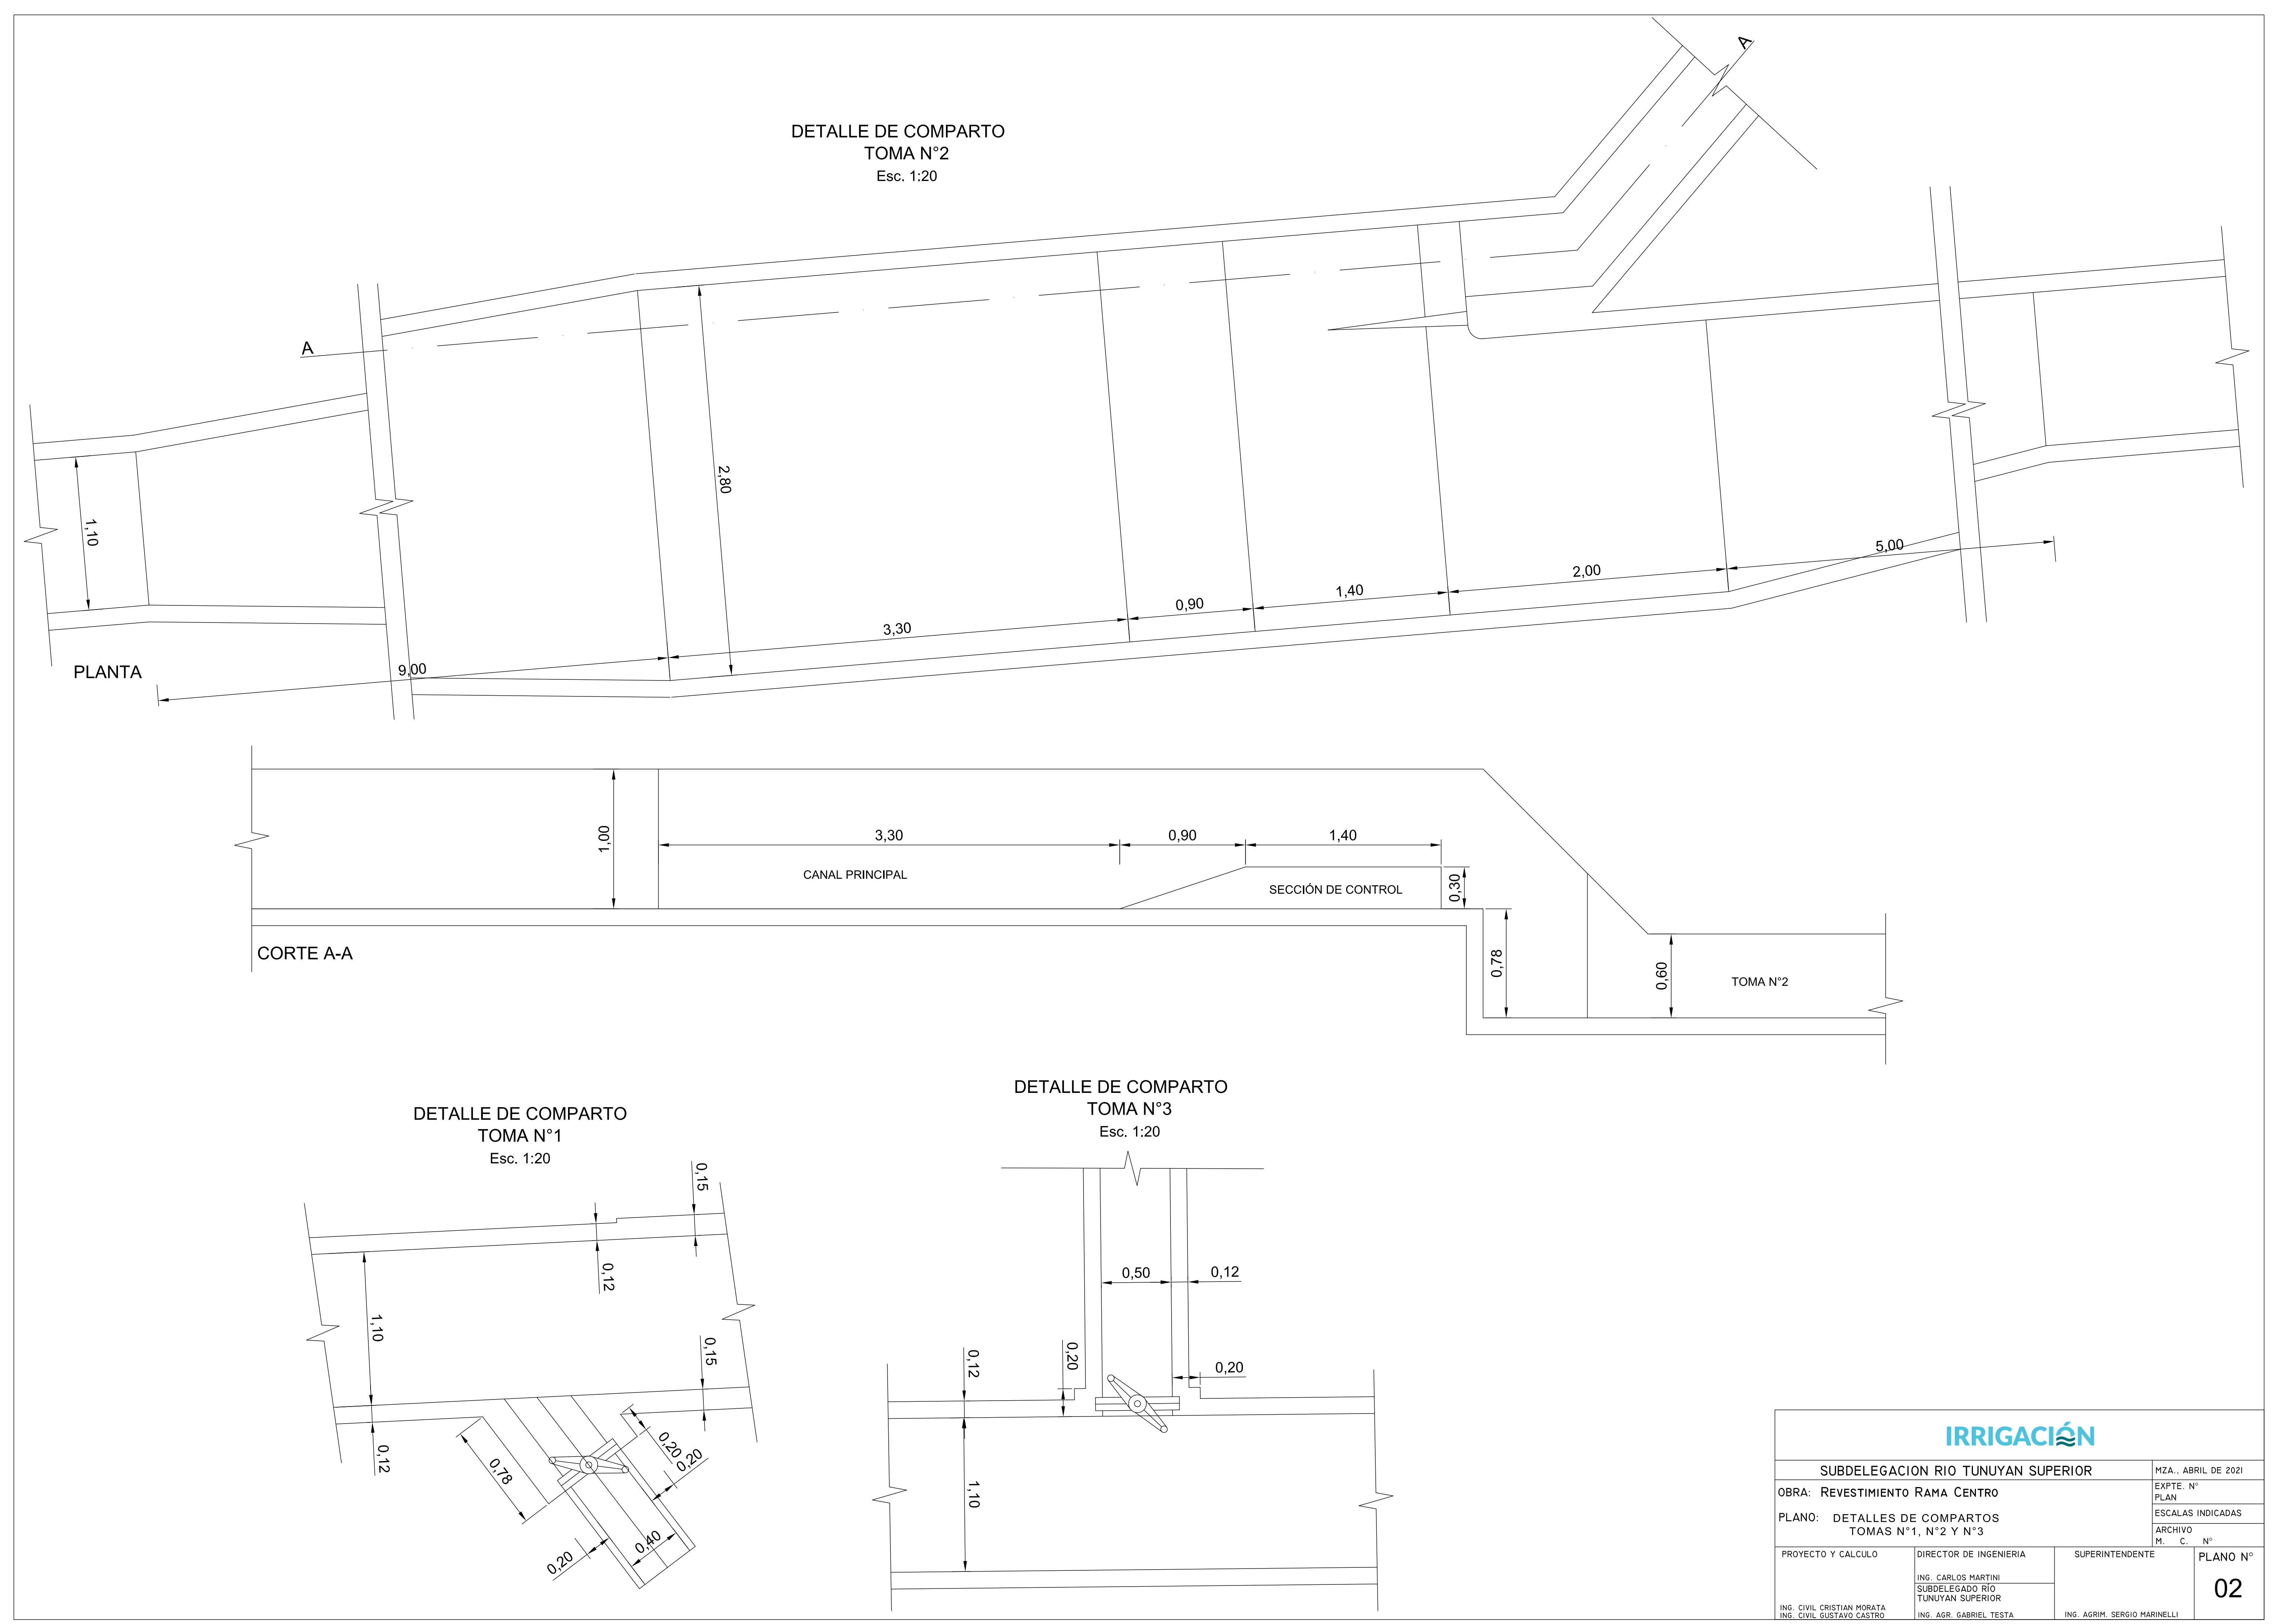 DETALLE DE COMPARTO
TOMA N°2
Esc. 1:20
A
A
1,10
2,80
9,00
3,30
0,90
1,40
2,00
5,00
PLANTA
1,00
3,30
0,90
1,40
CANAL PRINCIPAL
SECCIÓN DE CONTROL
0,30
0,78
0,60
TOMA N°2
CORTE A-A
DETALLE DE COMPARTO
TOMA N°1
Esc. 1:20
0,15
0,12
1,10
0,15
0,12
0,78
0,20
0,20
0,40
0,20
DETALLE DE COMPARTO
TOMA N°3
Esc. 1:20
0,50
0,12
0,12
0,20
0,20
1,10
IRRIGACIÓN
SUBDELEGACION RIO TUNUYAN SUPERIOR
MZA., ABRIL DE 2021
OBRA: REVESTIMIENTO RAMA CENTRO
EXPTE. N°
PLAN
PLANO: DETALLES DE COMPARTOS
TOMAS N°1, N°2 Y N°3
ESCALAS INDICADAS
ARCHIVO
M. C. N°
PROYECTO Y CALCULO
ING. CIVIL CRISTIAN MORATA
ING. CIVIL GUSTAVO CASTRO
DIRECTOR DE INGENIERIA
ING. CARLOS MARTINI
SUBDELEGADO RÍO
TUNUYAN SUPERIOR
ING. AGR. GABRIEL TESTA
SUPERINTENDENTE
ING. AGRIM. SERGIO MARINELLI
PLANO N°
02